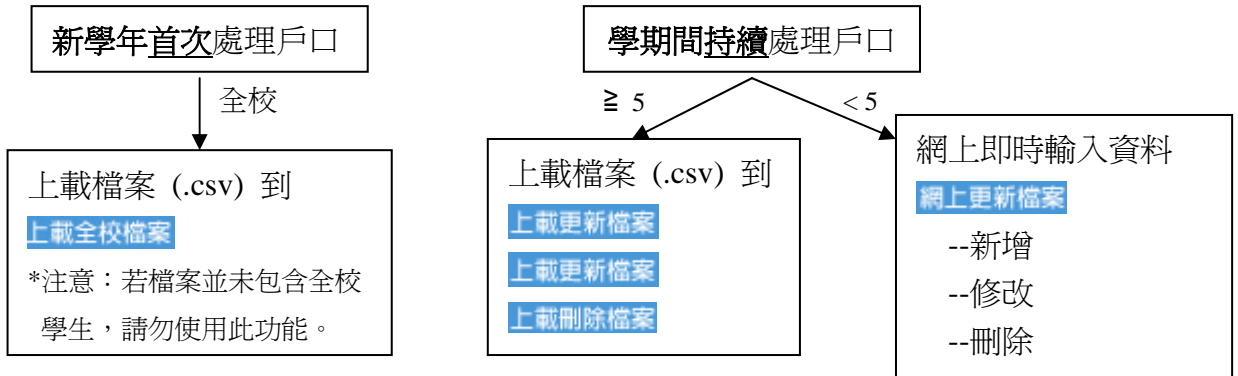 新學年首次處理戶口
全校
上載檔案 (.csv) 到
上載全校檔案
*注意：若檔案並未包含全校
學生，請勿使用此功能。
學期間持續處理戶口
≧ 5
< 5
上載檔案 (.csv) 到
上載更新檔案
上載更新檔案
上載刪除檔案
網上即時輸入資料
網上更新檔案
--新增
--修改
--刪除